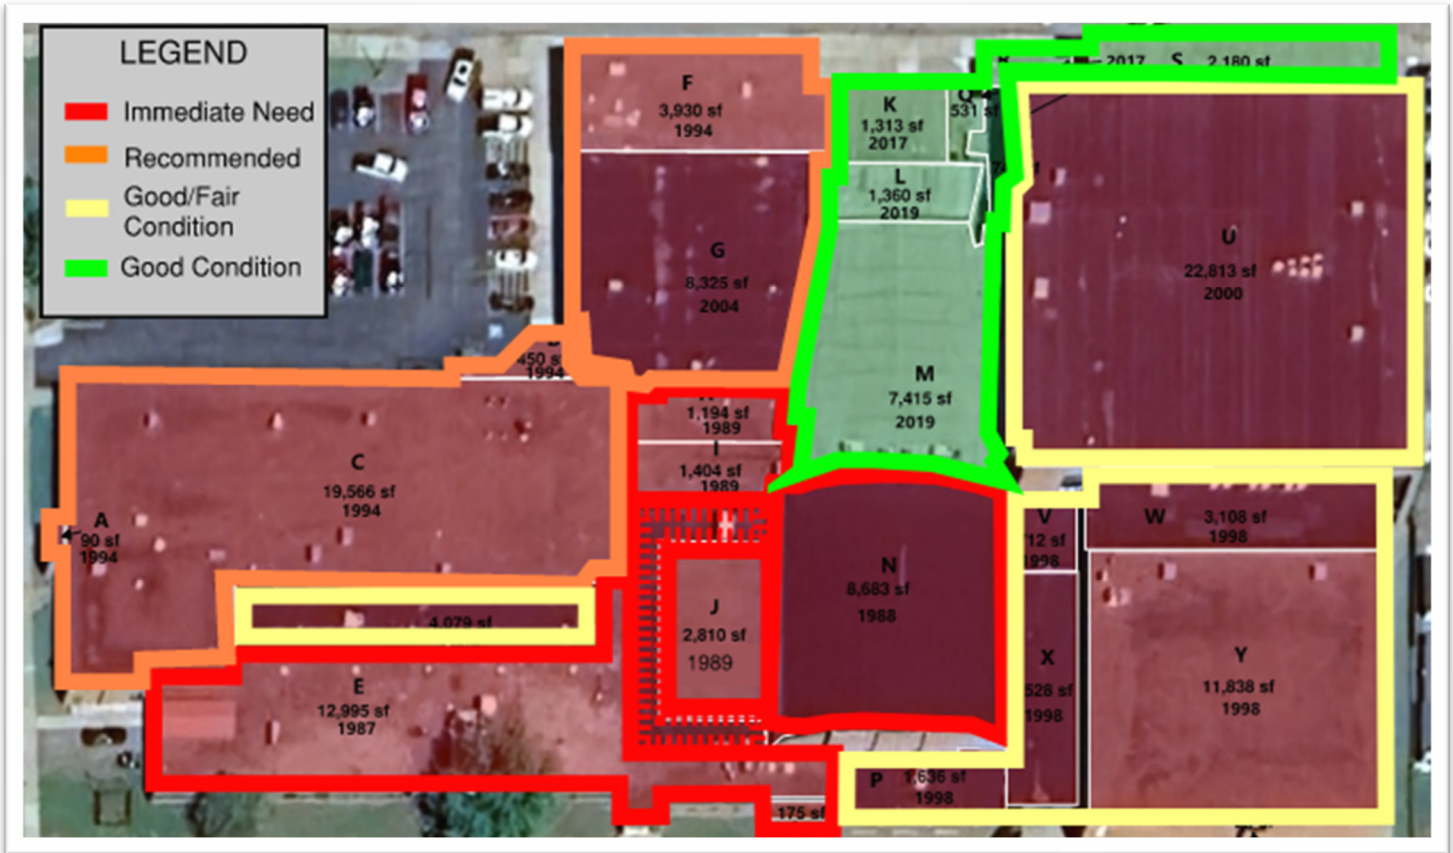 LEGEND
Immediate Need
Recommended
Good/Fair
Condition
Good Condition
F
3,930 sf
1994
G
8,325 sf
2004
K
1,313 sf
2017
531 sf
L
1,360 sf
2019
M
7,415 sf
2019
2017 S 2,180 sf
U
22,813 sf
2000
450
1994
C
19,566 sf
1994
A
90 sf
1994
1,194 sf
1989
I
1,404 sf
1989
J
2,810 sf
1989
N
8,683 sf
1988
4,079 sf
E
12,995 sf
1987
V
712 sf
1998
W 3,108 sf
1998
X
528 sf
1998
Y
11,838 sf
1998
P 1,636 sf
1998
175 sf